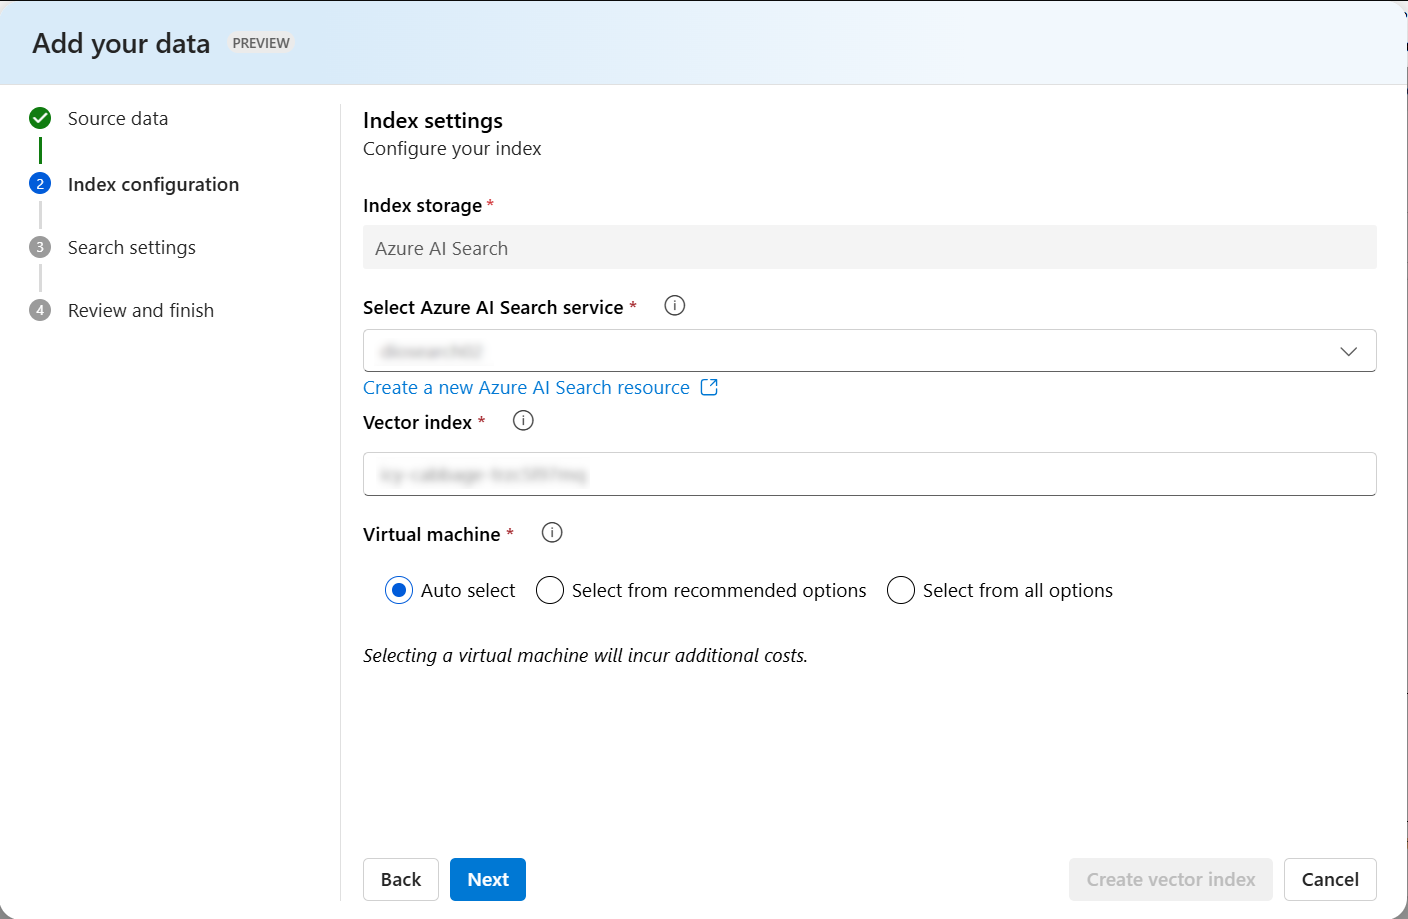 Add your data PREVIEW
Source data
2 Index configuration
3 Search settings
4 Review and finish
Index settings
Configure your index
Index storage *
Azure AI Search
Select Azure AI Search service *
Create a new Azure AI Search resource
Vector index *
Virtual machine *
Auto select Select from recommended options Select from all options
Selecting a virtual machine will incur additional costs.
Back Next Create vector index Cancel